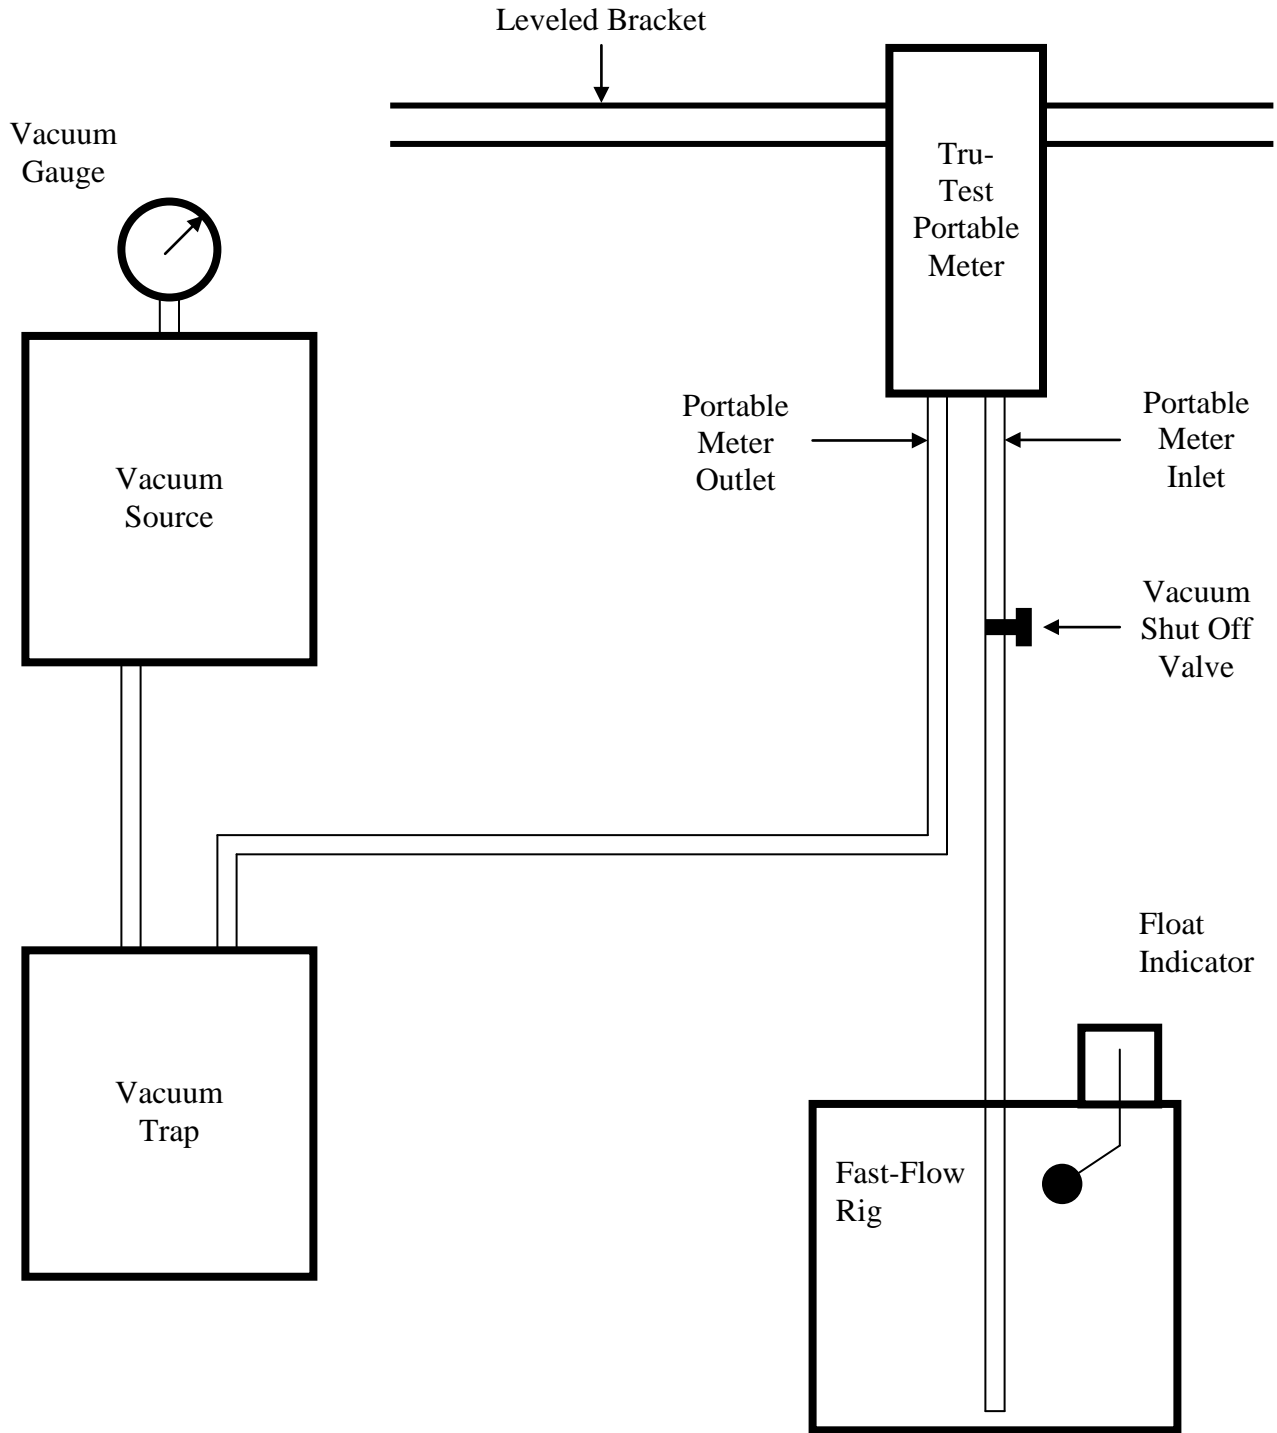 Leveled Bracket
Vacuum
Gauge
Tru-
Test
Portable
Meter
Portable
Meter
Outlet
Portable
Meter
Inlet
Vacuum
Source
Vacuum
Shut Off
Valve
Float
Indicator
Vacuum
Trap
Fast-Flow
Rig